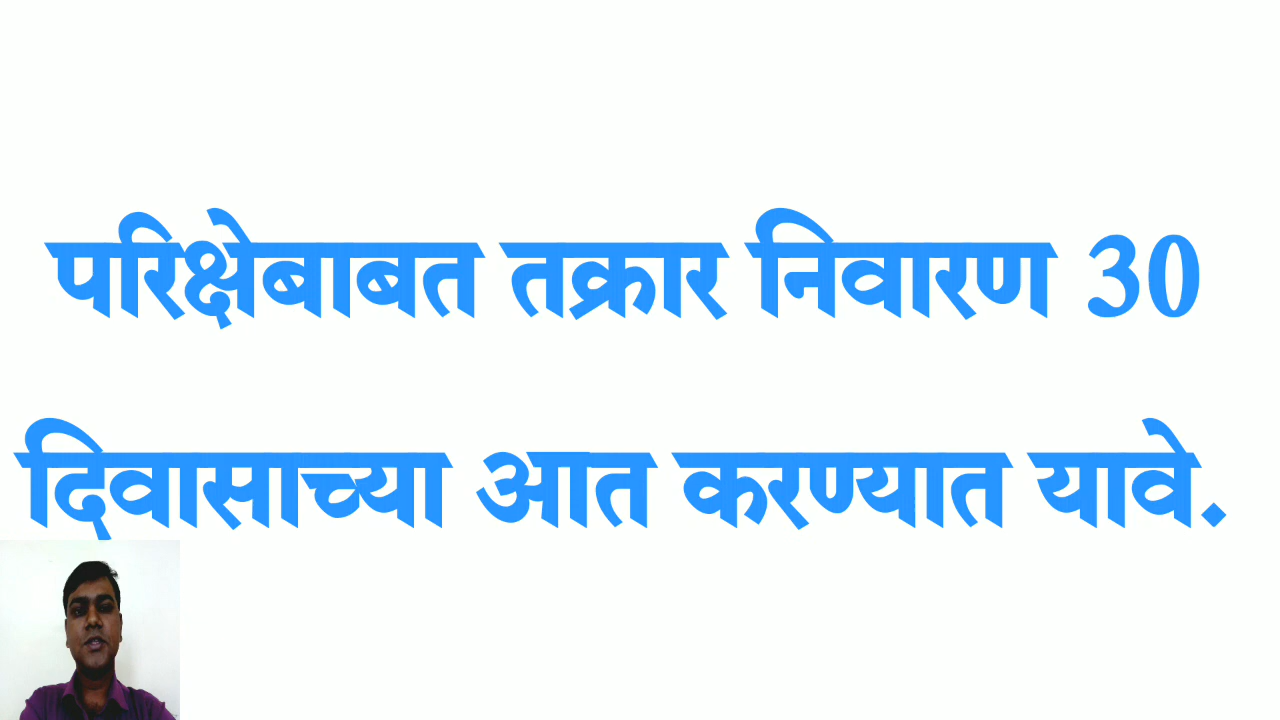 परिक्षेबाबत तक्रार निवारण 30
दिवासाच्या आत करण्यात यावे.